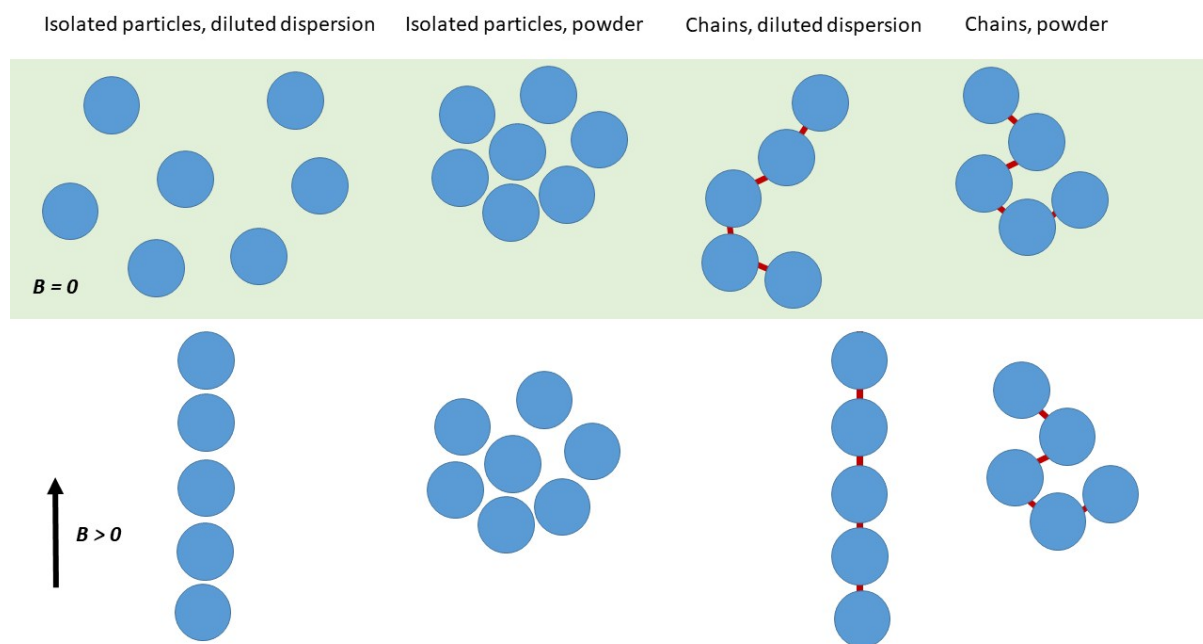 Isolated particles, diluted dispersion
Isolated particles, powder
Chains, diluted dispersion
Chains, powder
B = 0
B > 0